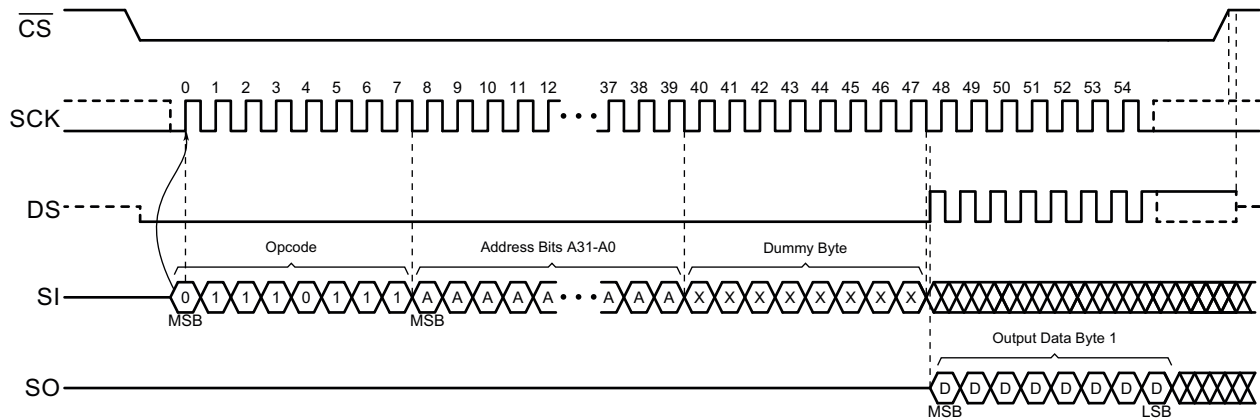 CS
0 1 2 3 4 5 6 7 8 9 10 11 12 37 38 39 40 41 42 43 44 45 46 47 48 49 50 51 52 53 54
SCK
DS
Opcode Address Bits A31-A0 Dummy Byte
SI 0 1 1 1 0 1 1 1 A A A A A A A A X X X X X X X X
MSB MSB
Output Data Byte 1
SO D D D D D D D D
MSB LSB